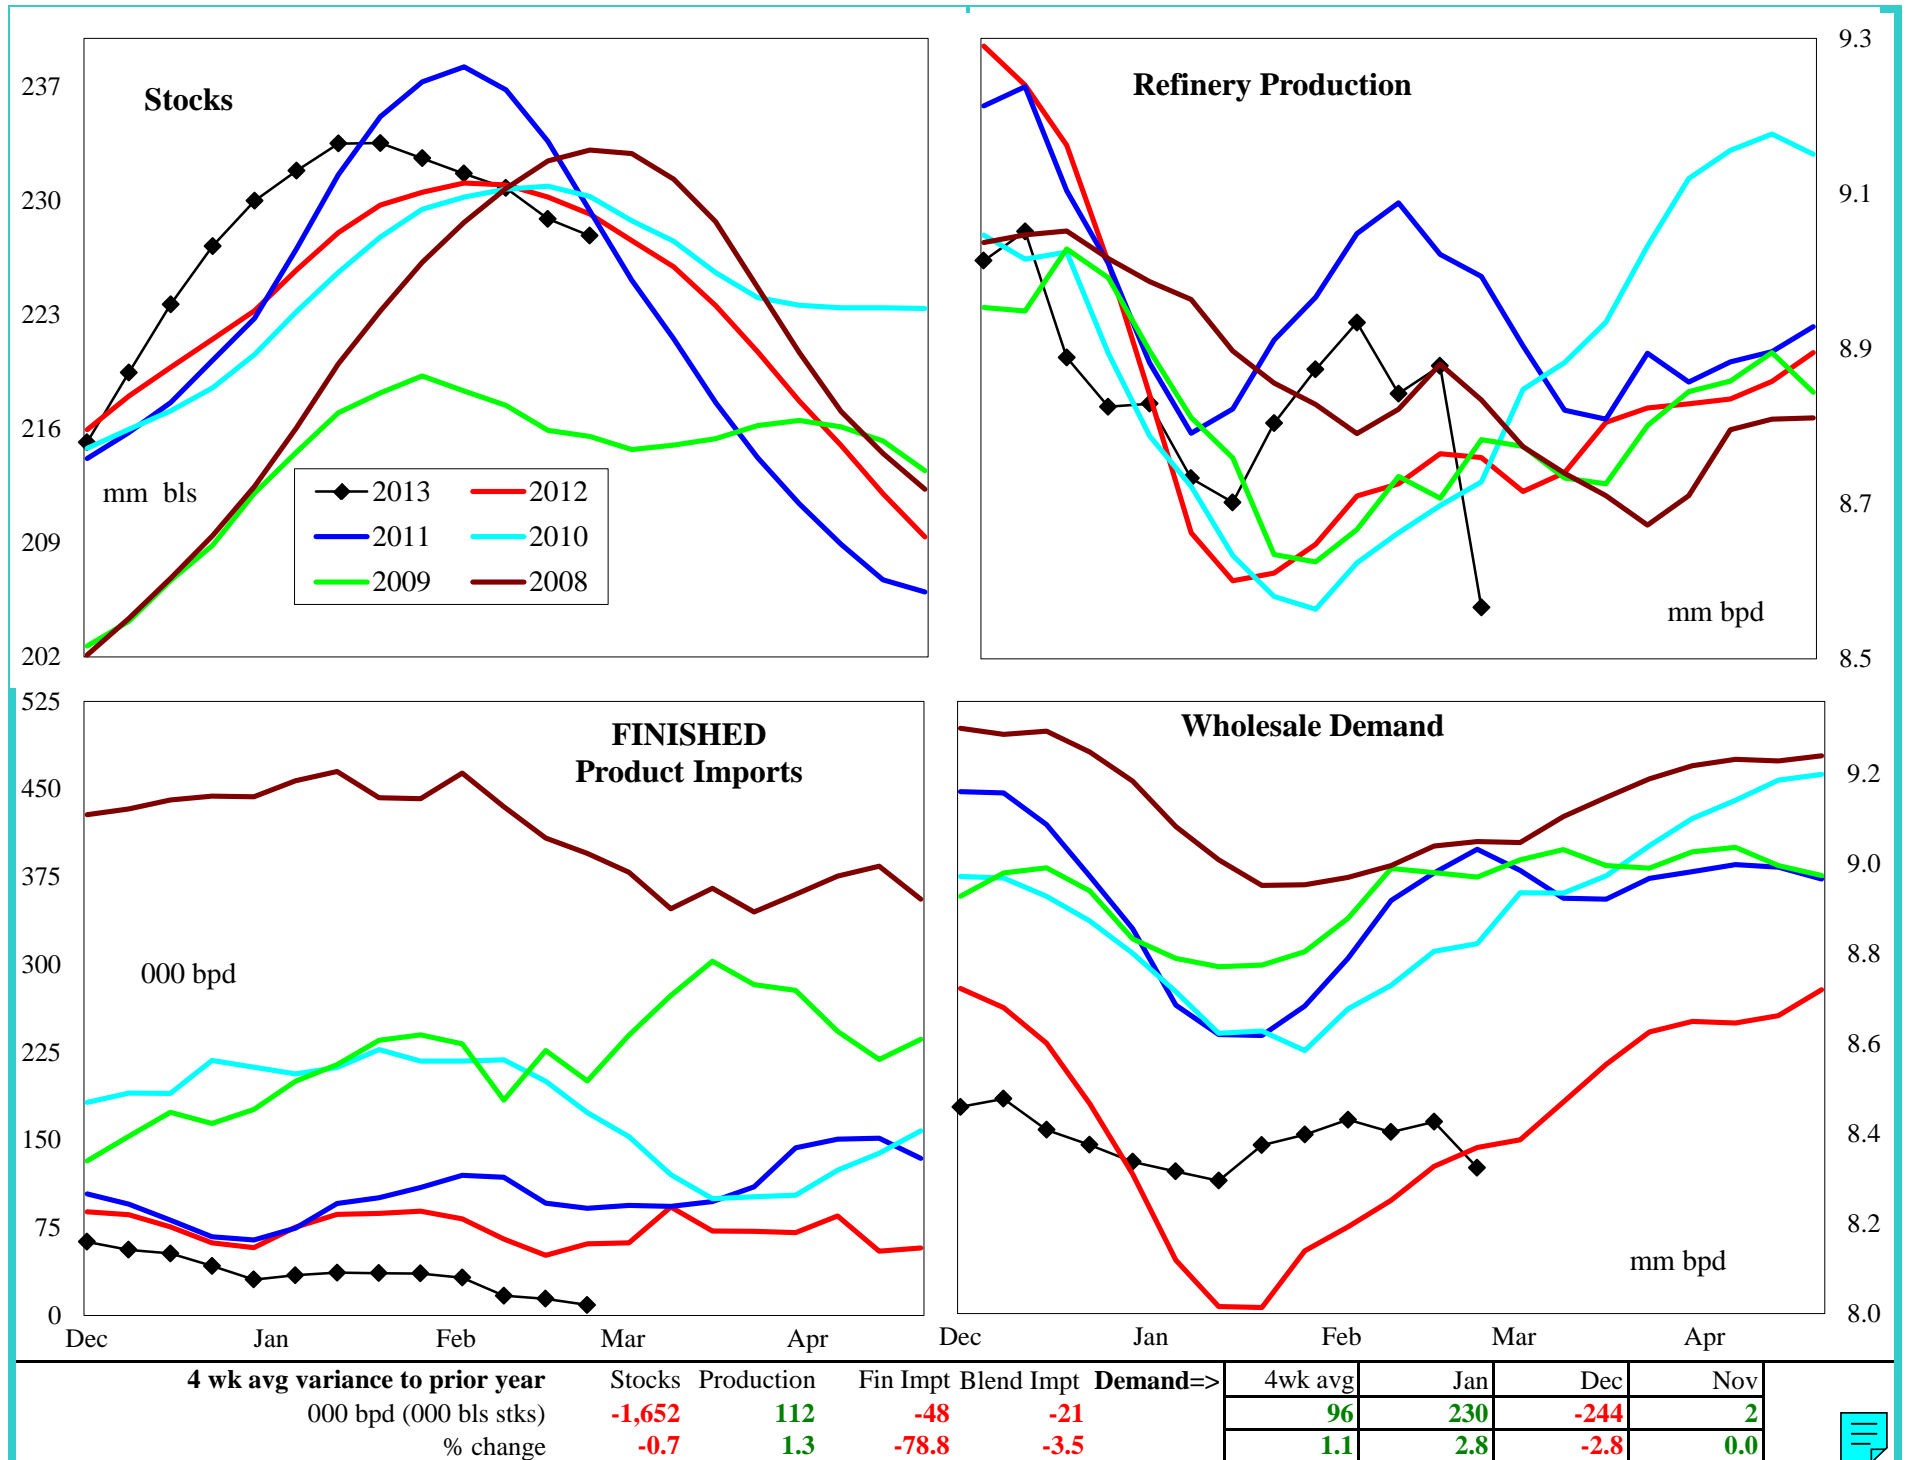 Stocks
237
230
223
216
209
202
mm bls
2013
2012
2011
2010
2009
2008
Refinery Production
9.3
9.1
8.9
8.7
8.5
mm bpd
FINISHED
Product Imports
525
450
375
300
225
150
75
0
000 bpd
Dec Jan Feb Mar Apr
Wholesale Demand
9.2
9.0
8.8
8.6
8.4
8.2
8.0
mm bpd
Dec Jan Feb Mar Apr
4 wk avg variance to prior year Stocks Production Fin Impt Blend Impt Demand=> 4wk avg Jan Dec Nov
000 bpd (000 bls stks) -1,652 112 -48 -21 96 230 -244 2
% change -0.7 1.3 -78.8 -3.5 1.1 2.8 -2.8 0.0